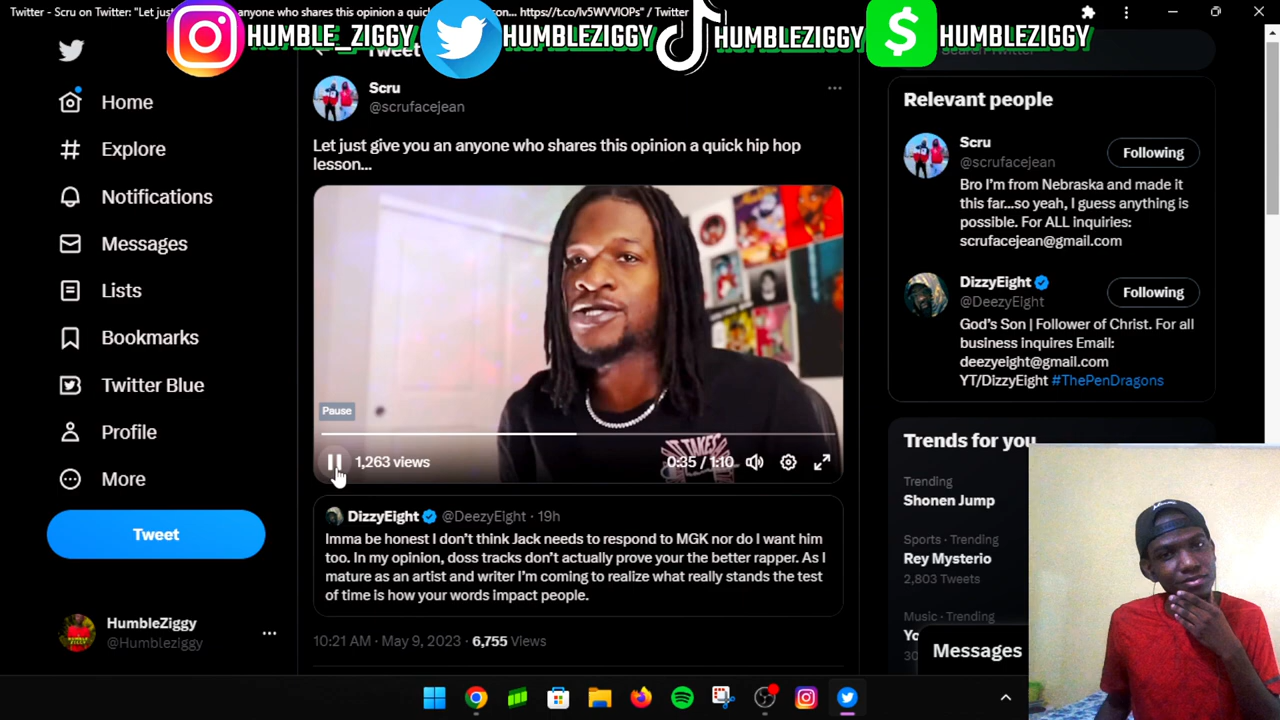 Twitter - Scru on Twitter: "Let just
anyone who shares this opinion a quick
https://t.co/lv5WVVlOPs" / Twitter
HUMBLE_ZIGGY
HUMBLEZIGGY
HUMBLEZIGGY
HUMBLEZIGGY
Tweet
Search Twitter
Home
Explore
Notifications
Messages
Lists
Bookmarks
Twitter Blue
Profile
More
Tweet
HumbleZiggy
@Humbleziggy
Scru
@scrufacejean
Let just give you an anyone who shares this opinion a quick hip hop
lesson...
Pause
1,263 views
0:35 / 1:10
IT TAKES
DizzyEight @DeezyEight · 19h
Imma be honest I don't think Jack needs to respond to MGK nor do I want him
too. In my opinion, doss tracks don't actually prove your the better rapper. As I
mature as an artist and writer I'm coming to realize what really stands the test
of time is how your words impact people.
10:21 AM · May 9, 2023 · 6,755 Views
Relevant people
Scru
@scrufacejean
Following
Bro I'm from Nebraska and made it
this far...so yeah, I guess anything is
possible. For ALL inquiries:
scrufacejean@gmail.com
DizzyEight
@DeezyEight
Following
God's Son | Follower of Christ. For all
business inquires Email:
deezyeight@gmail.com
YT/DizzyEight #ThePenDragons
Trends for you
Trending
Shonen Jump
Sports · Trending
Rey Mysterio
2,803 Tweets
Music · Trending
Messages